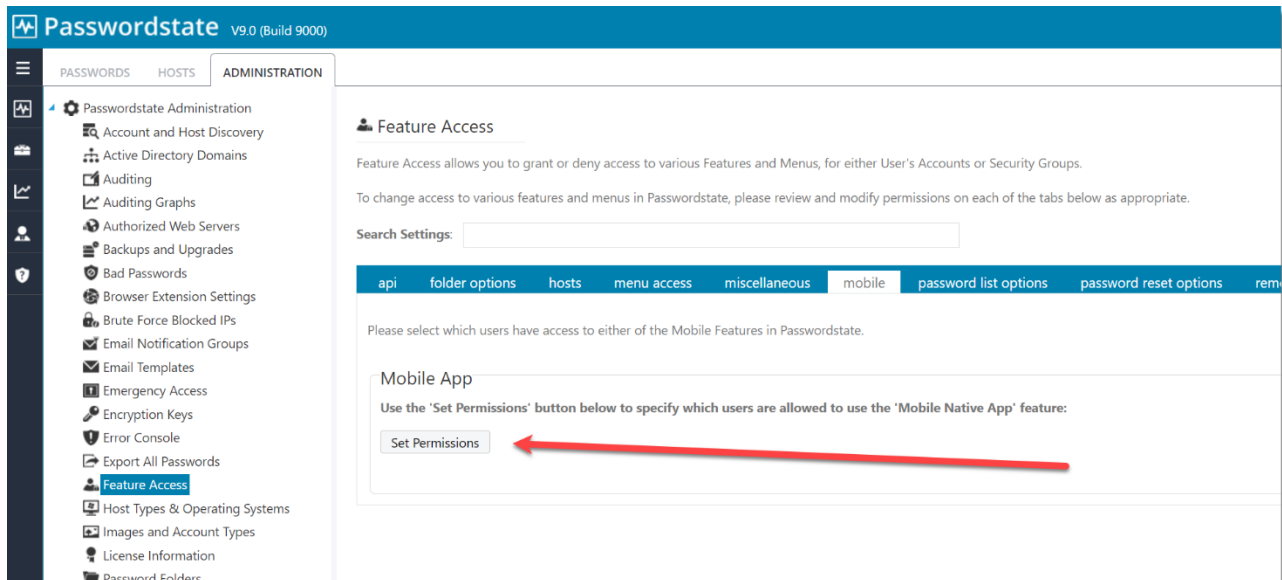 Passwordstate V9.0 (Build 9000)
PASSWORDS HOSTS ADMINISTRATION
Passwordstate Administration
Account and Host Discovery
Active Directory Domains
Auditing
Auditing Graphs
Authorized Web Servers
Backups and Upgrades
Bad Passwords
Browser Extension Settings
Brute Force Blocked IPs
Email Notification Groups
Email Templates
Emergency Access
Encryption Keys
Error Console
Export All Passwords
Feature Access
Host Types & Operating Systems
Images and Account Types
License Information
Password Folders
Feature Access
Feature Access allows you to grant or deny access to various Features and Menus, for either User's Accounts or Security Groups.
To change access to various features and menus in Passwordstate, please review and modify permissions on each of the tabs below as appropriate.
Search Settings:
api folder options hosts menu access miscellaneous mobile password list options password reset options
Please select which users have access to either of the Mobile Features in Passwordstate.
Mobile App
Use the 'Set Permissions' button below to specify which users are allowed to use the 'Mobile Native App' feature:
Set Permissions